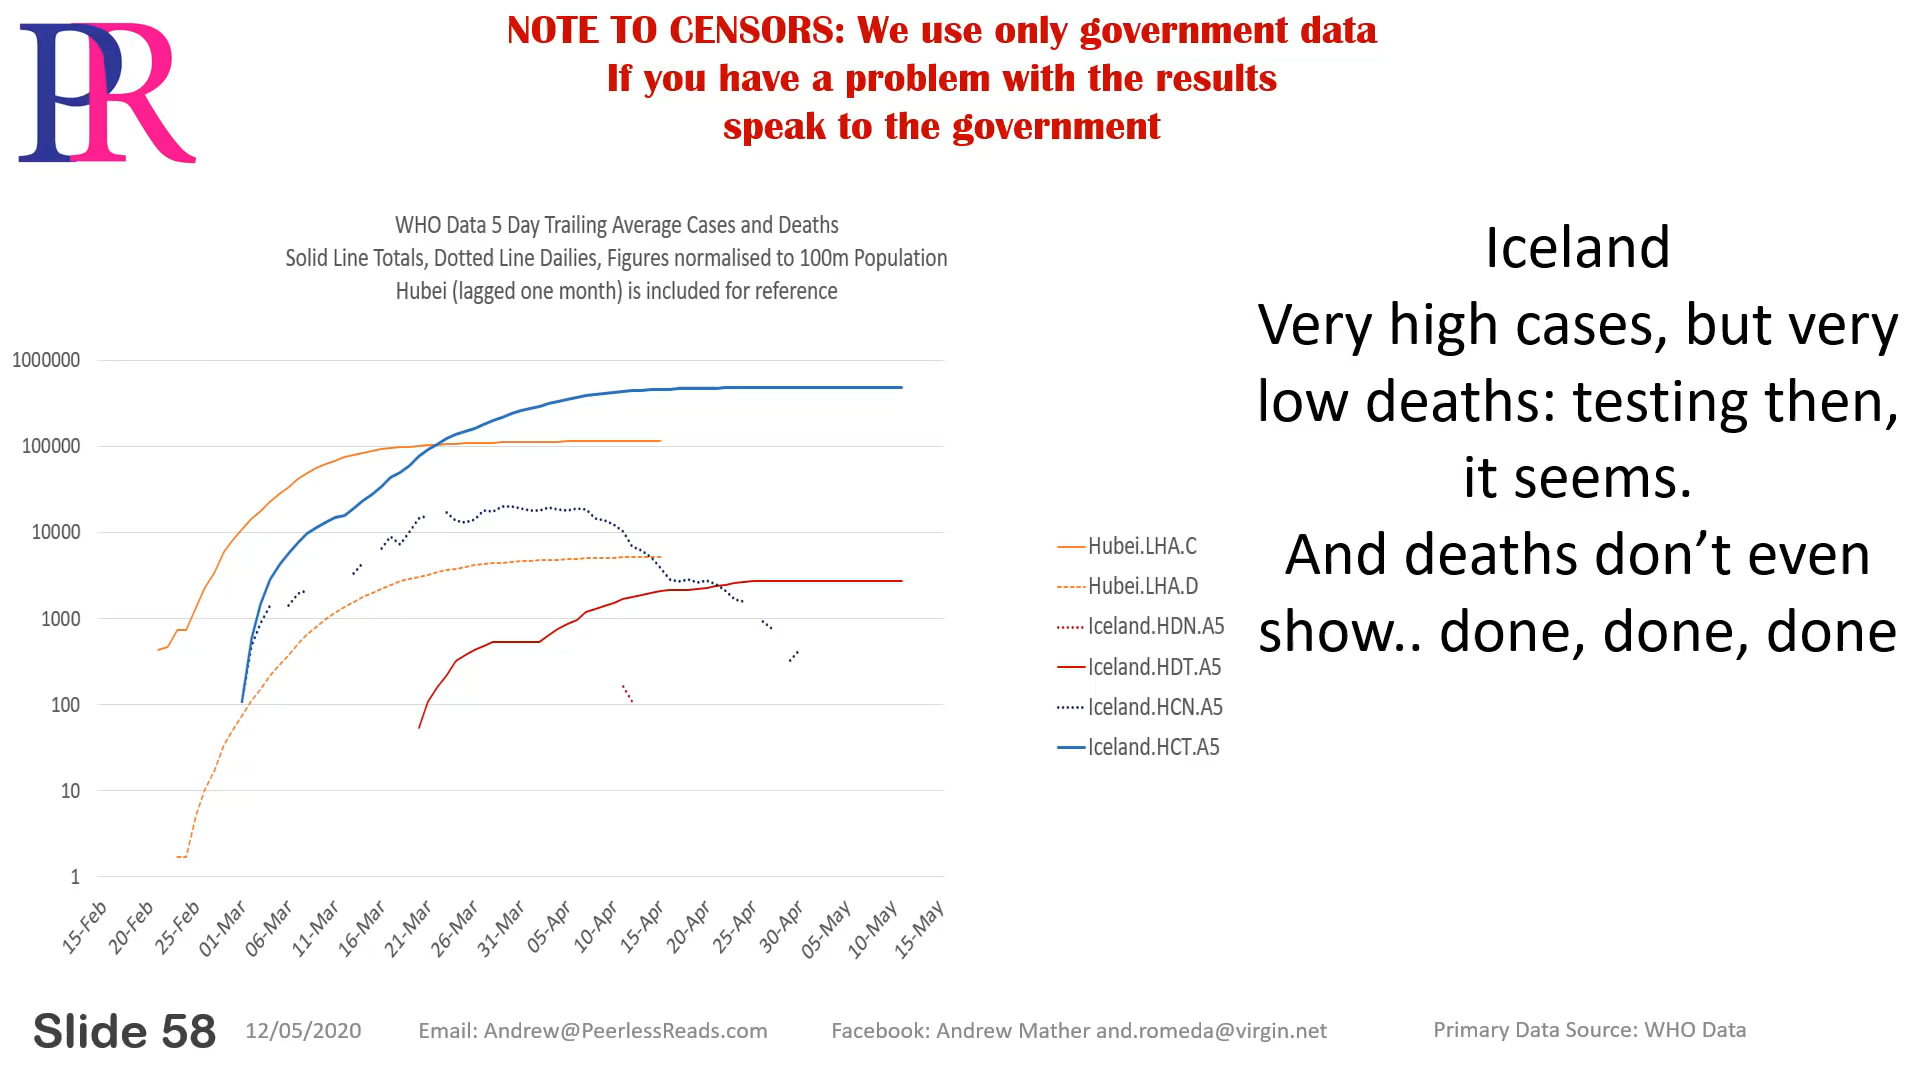 PR
NOTE TO CENSORS: We use only government data
If you have a problem with the results
speak to the government
WHO Data 5 Day Trailing Average Cases and Deaths
Solid Line Totals, Dotted Line Dailies, Figures normalised to 100m Population
Hubei (lagged one month) is included for reference
1000000
100000
10000
1000
100
10
1
15-Feb
20-Feb
25-Feb
01-Mar
06-Mar
11-Mar
16-Mar
21-Mar
26-Mar
31-Mar
05-Apr
10-Apr
15-Apr
20-Apr
25-Apr
30-Apr
05-May
10-May
15-May
Hubei.LHA.C
Hubei.LHA.D
Iceland.HDN.A5
Iceland.HDT.A5
Iceland.HCN.A5
Iceland.HCT.A5
Iceland
Very high cases, but very
low deaths: testing then,
it seems.
And deaths don’t even
show.. done, done, done
Slide 58
12/05/2020
Email: Andrew@PeerlessReads.com
Facebook: Andrew Mather and.romeda@virgin.net
Primary Data Source: WHO Data